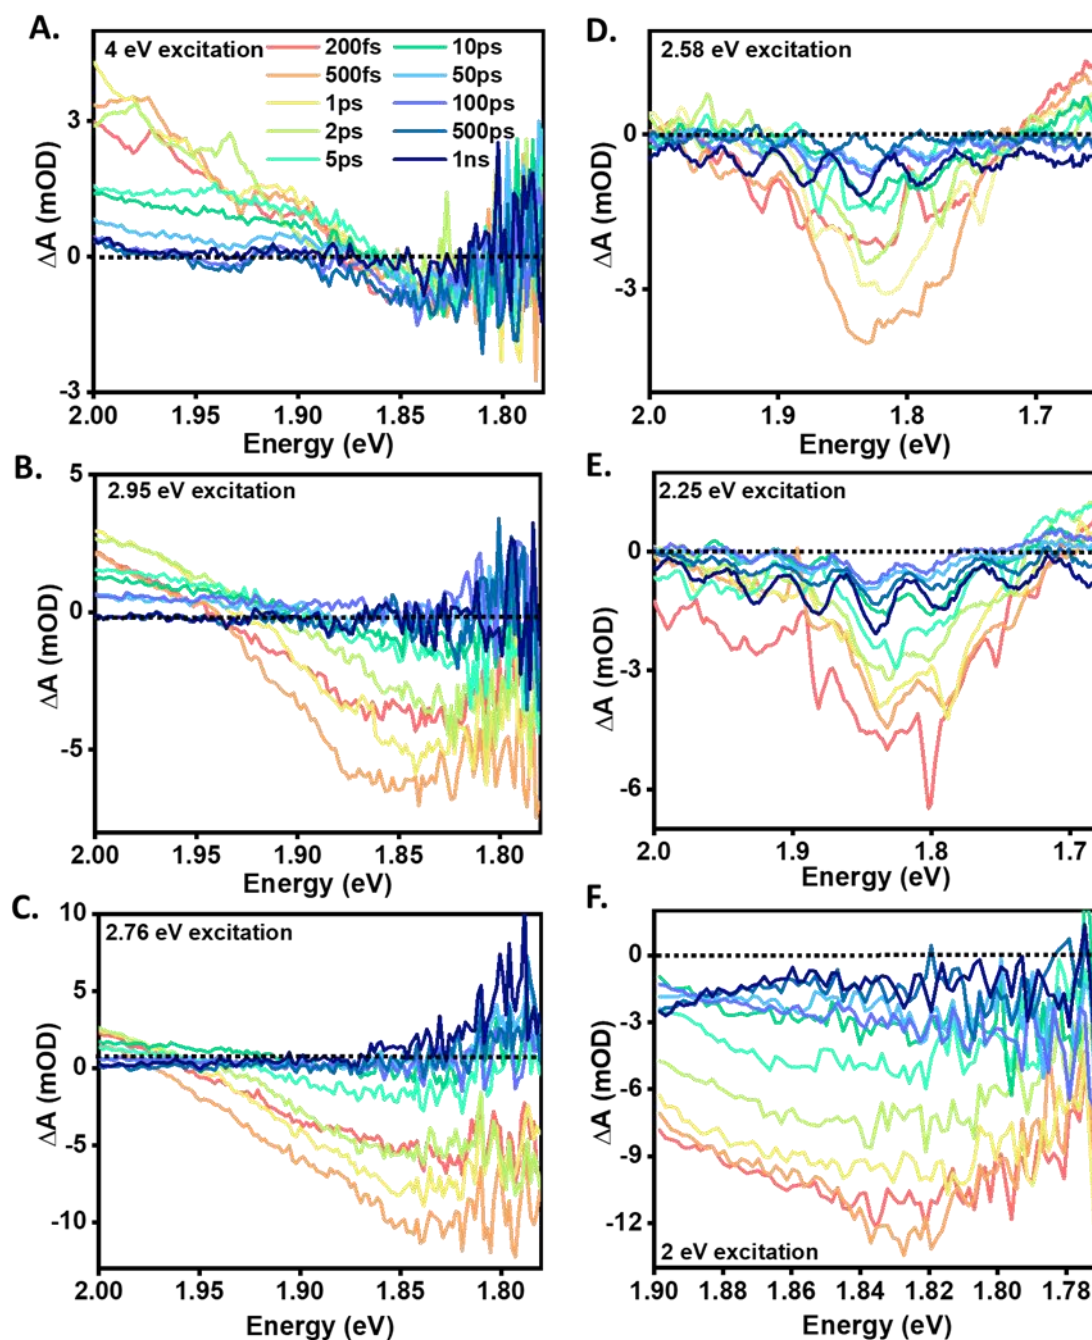 A.
4 eV excitation
200fs
10ps
500fs
50ps
1ps
100ps
2ps
500ps
5ps
1ns
3
0
-3
ΔA (mOD)
2.00
1.95
1.90
1.85
1.80
Energy (eV)
B.
2.95 eV excitation
5
0
-5
ΔA (mOD)
2.00
1.95
1.90
1.85
1.80
Energy (eV)
C.
2.76 eV excitation
10
5
0
-5
-10
ΔA (mOD)
2.00
1.95
1.90
1.85
1.80
Energy (eV)
D.
2.58 eV excitation
0
-3
ΔA (mOD)
2.0
1.9
1.8
1.7
Energy (eV)
E.
2.25 eV excitation
0
-3
-6
ΔA (mOD)
2.0
1.9
1.8
1.7
Energy (eV)
F.
0
-3
-6
-9
-12
ΔA (mOD)
2 eV excitation
1.90
1.88
1.86
1.84
1.82
1.80
1.78
Energy (eV)